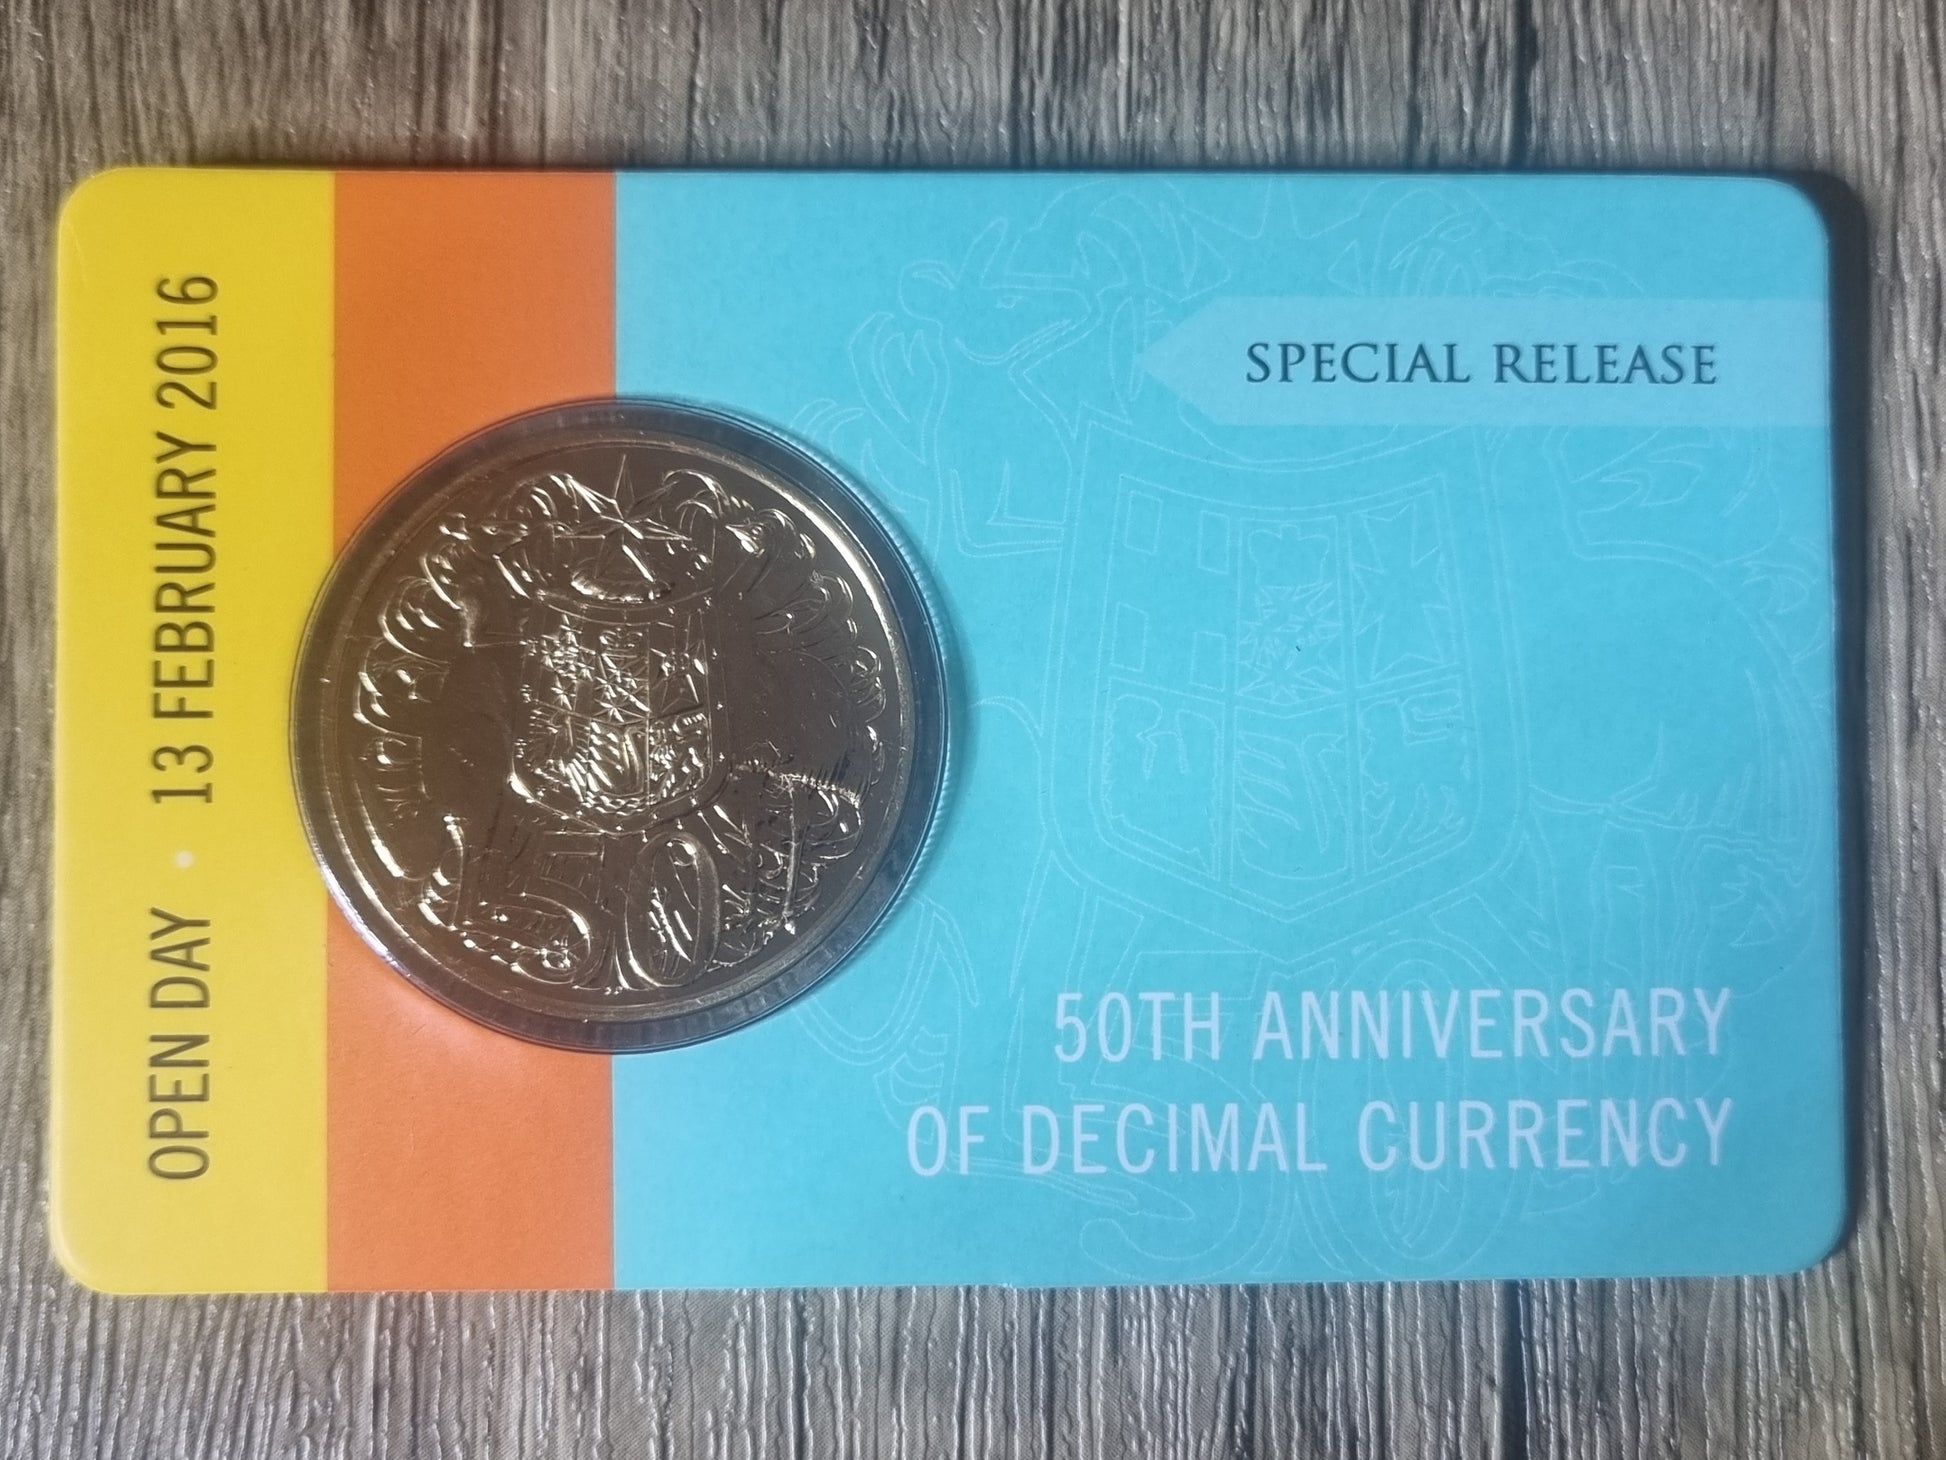 OPEN DAY · 13 FEBRUARY 2016
SPECIAL RELEASE
50
50TH ANNIVERSARY
OF DECIMAL CURRENCY